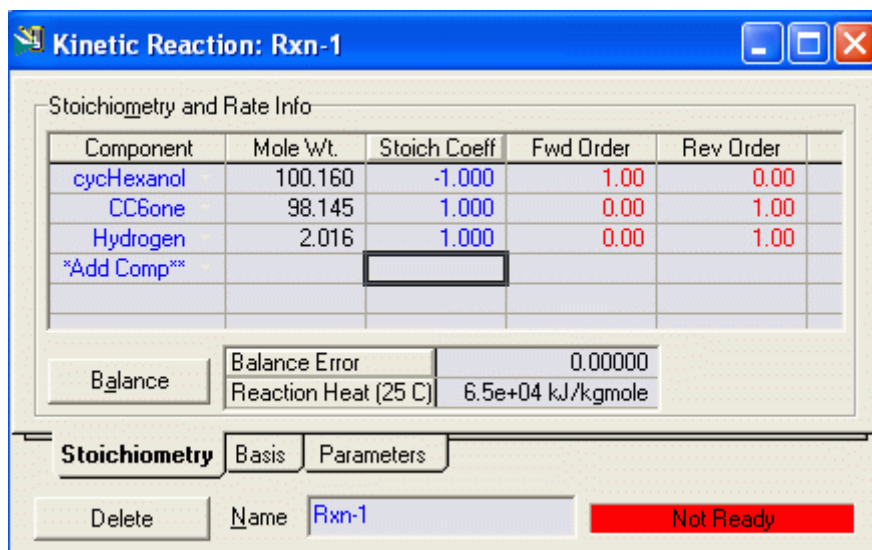 Kinetic Reaction: Rxn-1
Stoichiometry and Rate Info
Component Mole Wt. Stoich Coeff Fwd Order Rev Order
cycHexanol 100.160 -1.000 1.00 0.00
CC6one 98.145 1.000 0.00 1.00
Hydrogen 2.016 1.000 0.00 1.00
*Add Comp**
Balance
Balance Error 0.00000
Reaction Heat (25 C) 6.5e+04 kJ/kgmole
Stoichiometry Basis Parameters
Delete Name Rxn-1 Not Ready